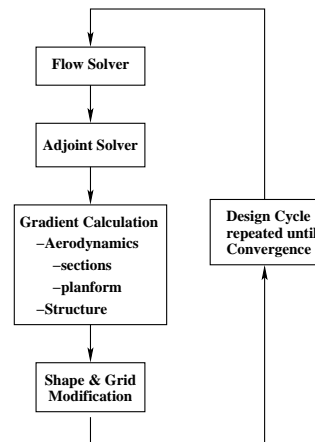 Flow Solver
Adjoint Solver
Gradient Calculation
−Aerodynamics
−sections
−planform
−Structure
Shape & Grid
Modification
Design Cycle
repeated until
Convergence